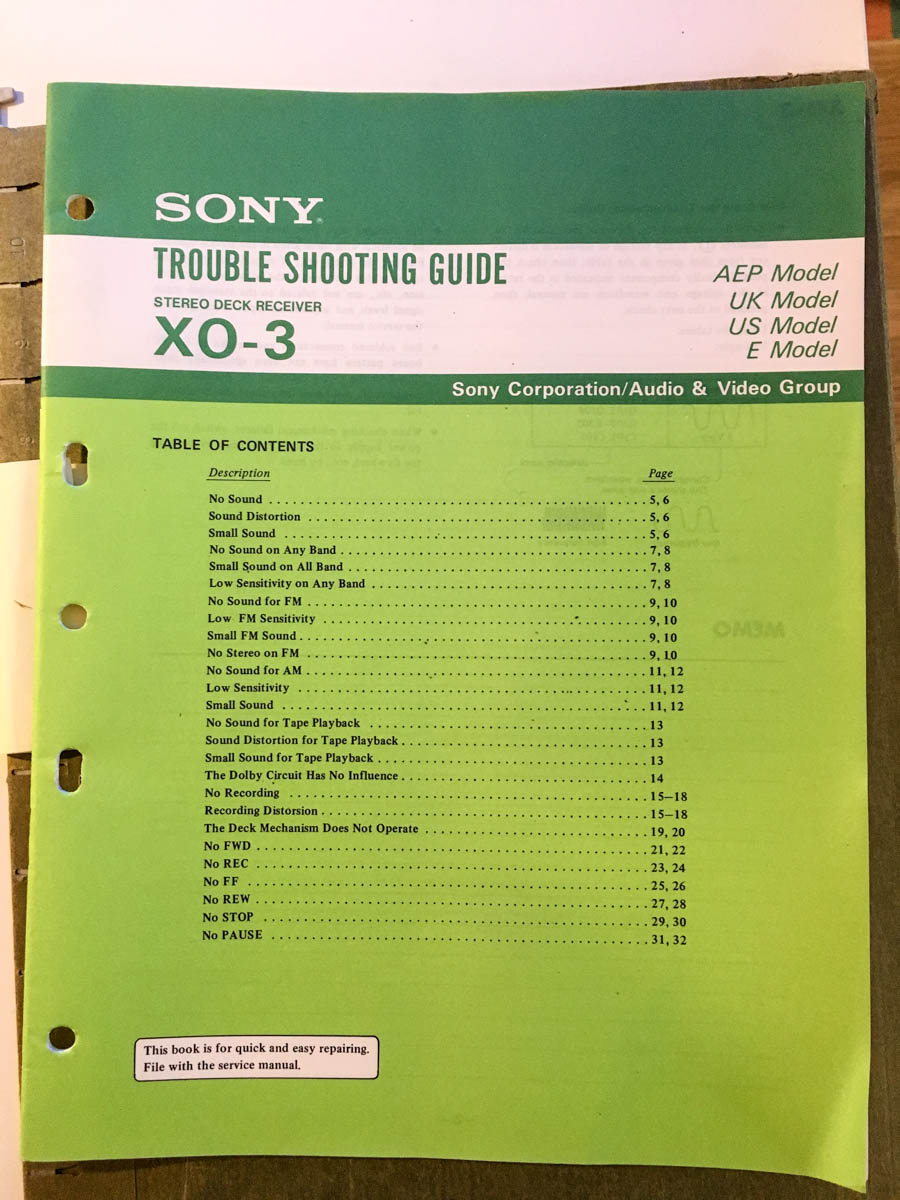 SONY®
TROUBLE SHOOTING GUIDE
STEREO DECK RECEIVER
XO-3
AEP Model
UK Model
US Model
E Model
Sony Corporation/Audio & Video Group
TABLE OF CONTENTS
Description Page
No Sound 5, 6
Sound Distortion 5, 6
Small Sound 5, 6
No Sound on Any Band 7, 8
Small Sound on All Band 7, 8
Low Sensitivity on Any Band 7, 8
No Sound for FM 9, 10
Low FM Sensitivity 9, 10
Small FM Sound 9, 10
No Stereo on FM 9, 10
No Sound for AM 11, 12
Low Sensitivity 11, 12
Small Sound 11, 12
No Sound for Tape Playback 13
Sound Distortion for Tape Playback 13
Small Sound for Tape Playback 13
The Dolby Circuit Has No Influence 14
No Recording 15–18
Recording Distorsion 15–18
The Deck Mechanism Does Not Operate 19, 20
No FWD 21, 22
No REC 23, 24
No FF 25, 26
No REW 27, 28
No STOP 29, 30
No PAUSE 31, 32
This book is for quick and easy repairing.
File with the service manual.
MEMO